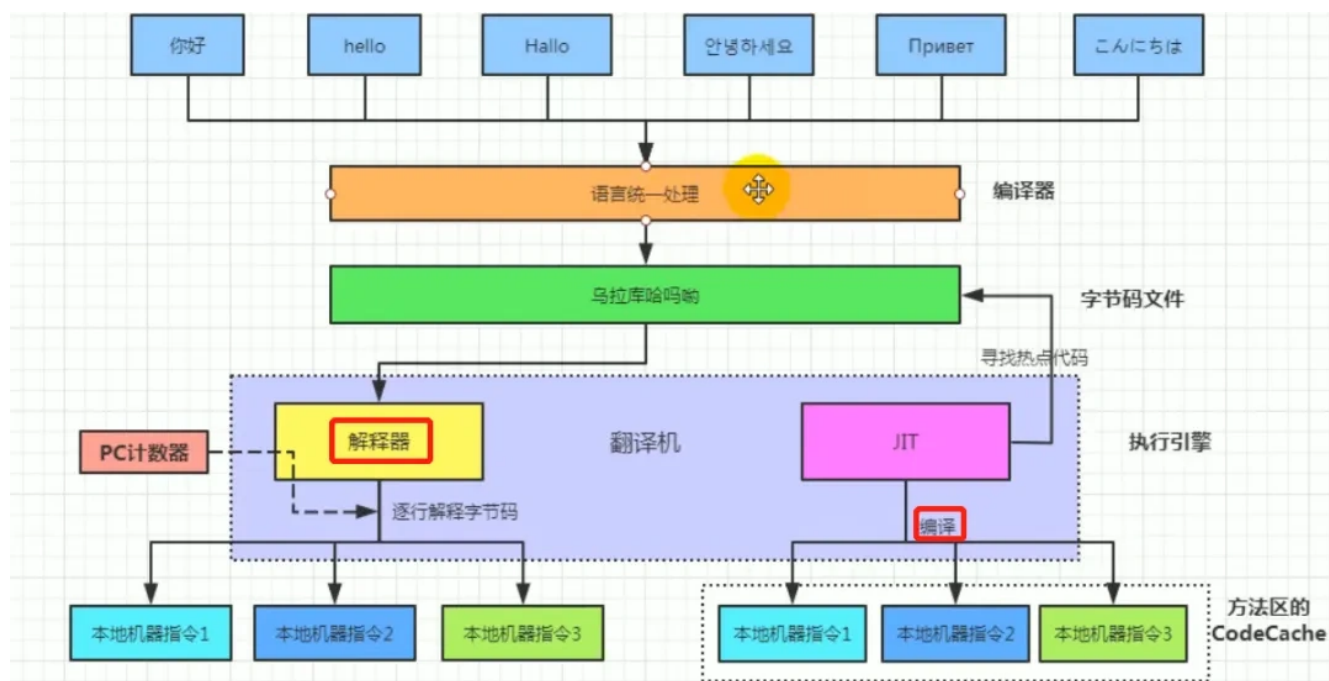 你好
hello
Hallo
안녕하세요
Привет
こんにちは
语言统一处理
编译器
乌拉库哈吗哟
字节码文件
寻找热点代码
解释器
翻译机
JIT
执行引擎
PC计数器
逐行解释字节码
编译
本地机器指令1
本地机器指令2
本地机器指令3
本地机器指令1
本地机器指令2
本地机器指令3
方法区的
CodeCache